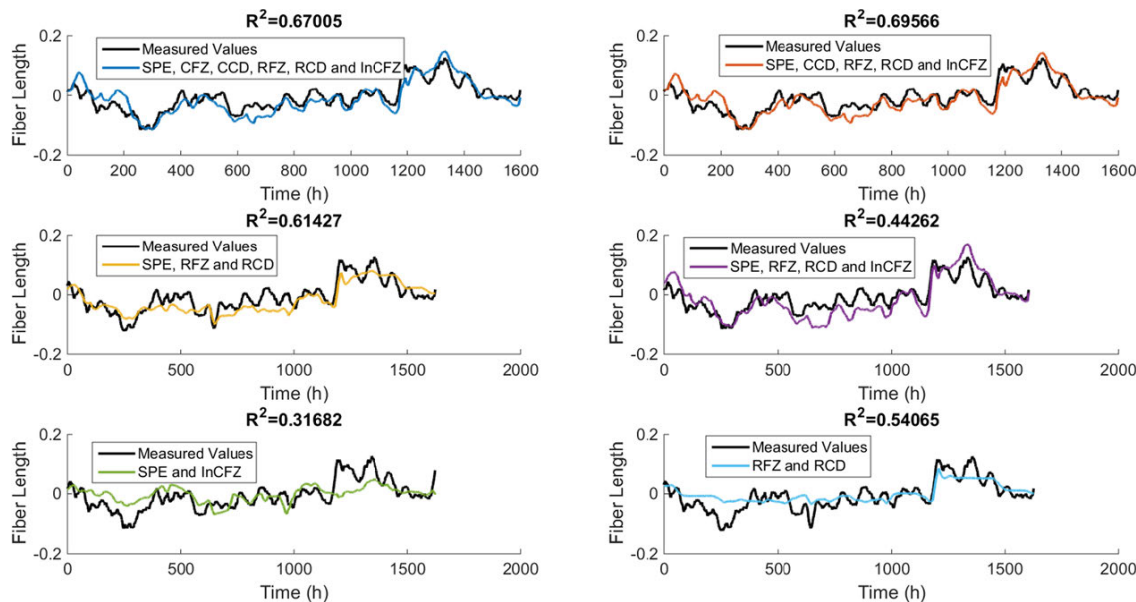 R²=0.67005
0.2
0
-0.2
Fiber Length
Measured Values
SPE, CFZ, CCD, RFZ, RCD and InCFZ
0 200 400 600 800 1000 1200 1400 1600
Time (h)
R²=0.69566
0.2
0
-0.2
Fiber Length
Measured Values
SPE, CCD, RFZ, RCD and InCFZ
0 200 400 600 800 1000 1200 1400 1600
Time (h)
R²=0.61427
0.2
0
-0.2
Fiber Length
Measured Values
SPE, RFZ and RCD
0 500 1000 1500 2000
Time (h)
R²=0.44262
0.2
0
-0.2
Fiber Length
Measured Values
SPE, RFZ, RCD and InCFZ
0 500 1000 1500 2000
Time (h)
R²=0.31682
0.2
0
-0.2
Fiber Length
Measured Values
SPE and InCFZ
0 500 1000 1500 2000
Time (h)
R²=0.54065
0.2
0
-0.2
Fiber Length
Measured Values
RFZ and RCD
0 500 1000 1500 2000
Time (h)